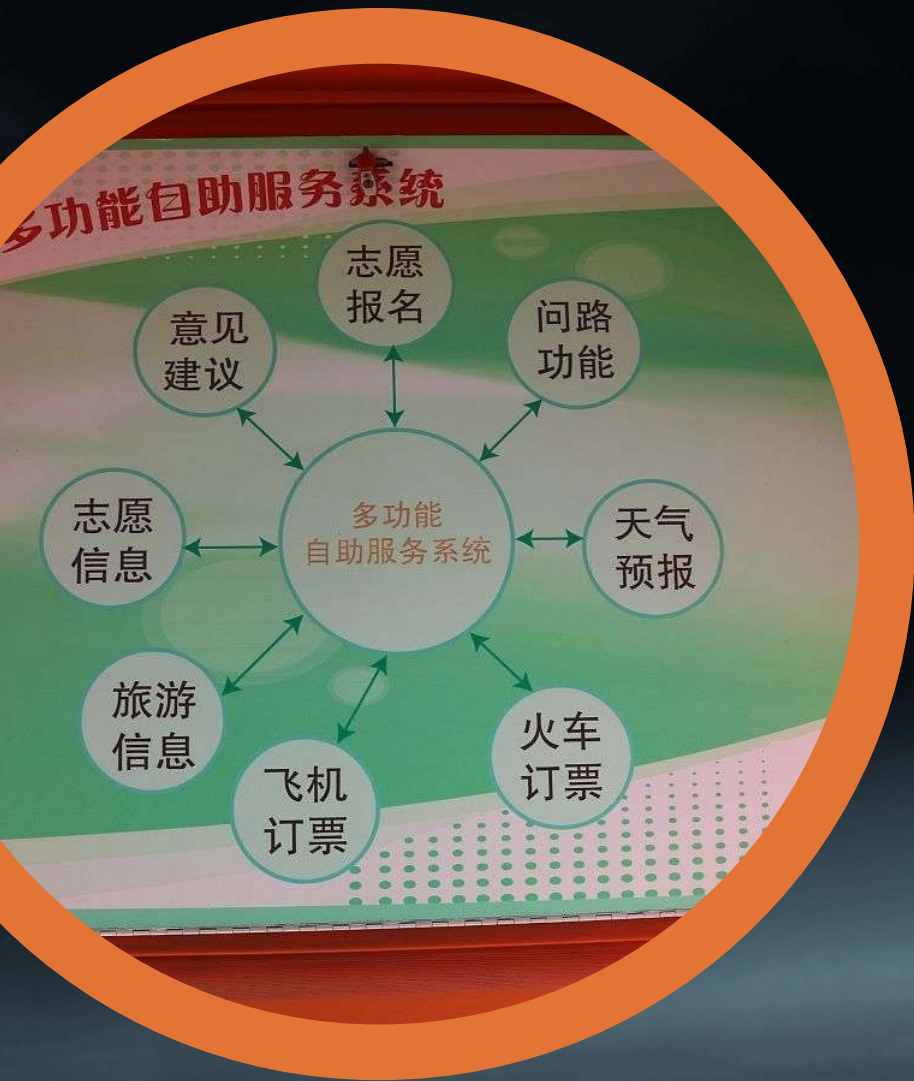 多功能自助服务系统
志愿
报名
问路
功能
意见
建议
多功能
自助服务系统
天气
预报
志愿
信息
火车
订票
旅游
信息
飞机
订票